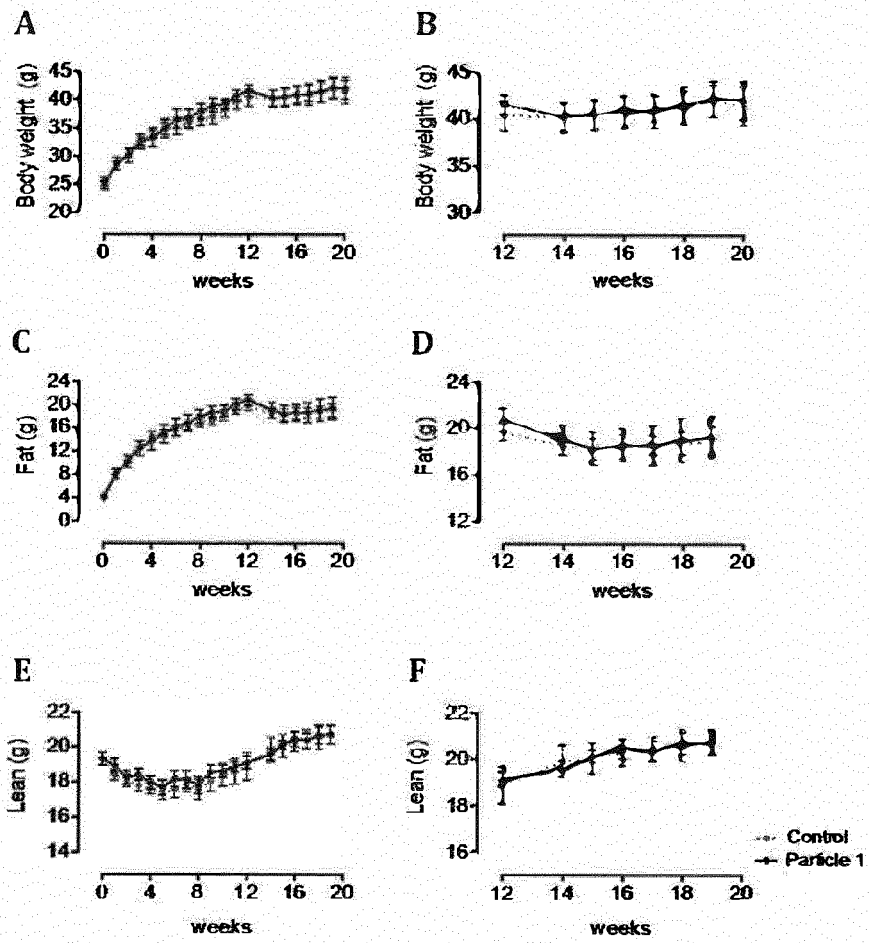 A
Body weight (g)
45
40
35
30
25
20
0 4 8 12 16 20
weeks
B
Body weight (g)
45
40
35
30
12 14 16 18 20
weeks
C
Fat (g)
24
20
16
12
8
4
0
0 4 8 12 16 20
weeks
D
Fat (g)
24
20
16
12
12 14 16 18 20
weeks
E
Lean (g)
22
20
18
16
14
0 4 8 12 16 20
weeks
F
Lean (g)
22
20
18
16
12 14 16 18 20
weeks
Control
Particle 1